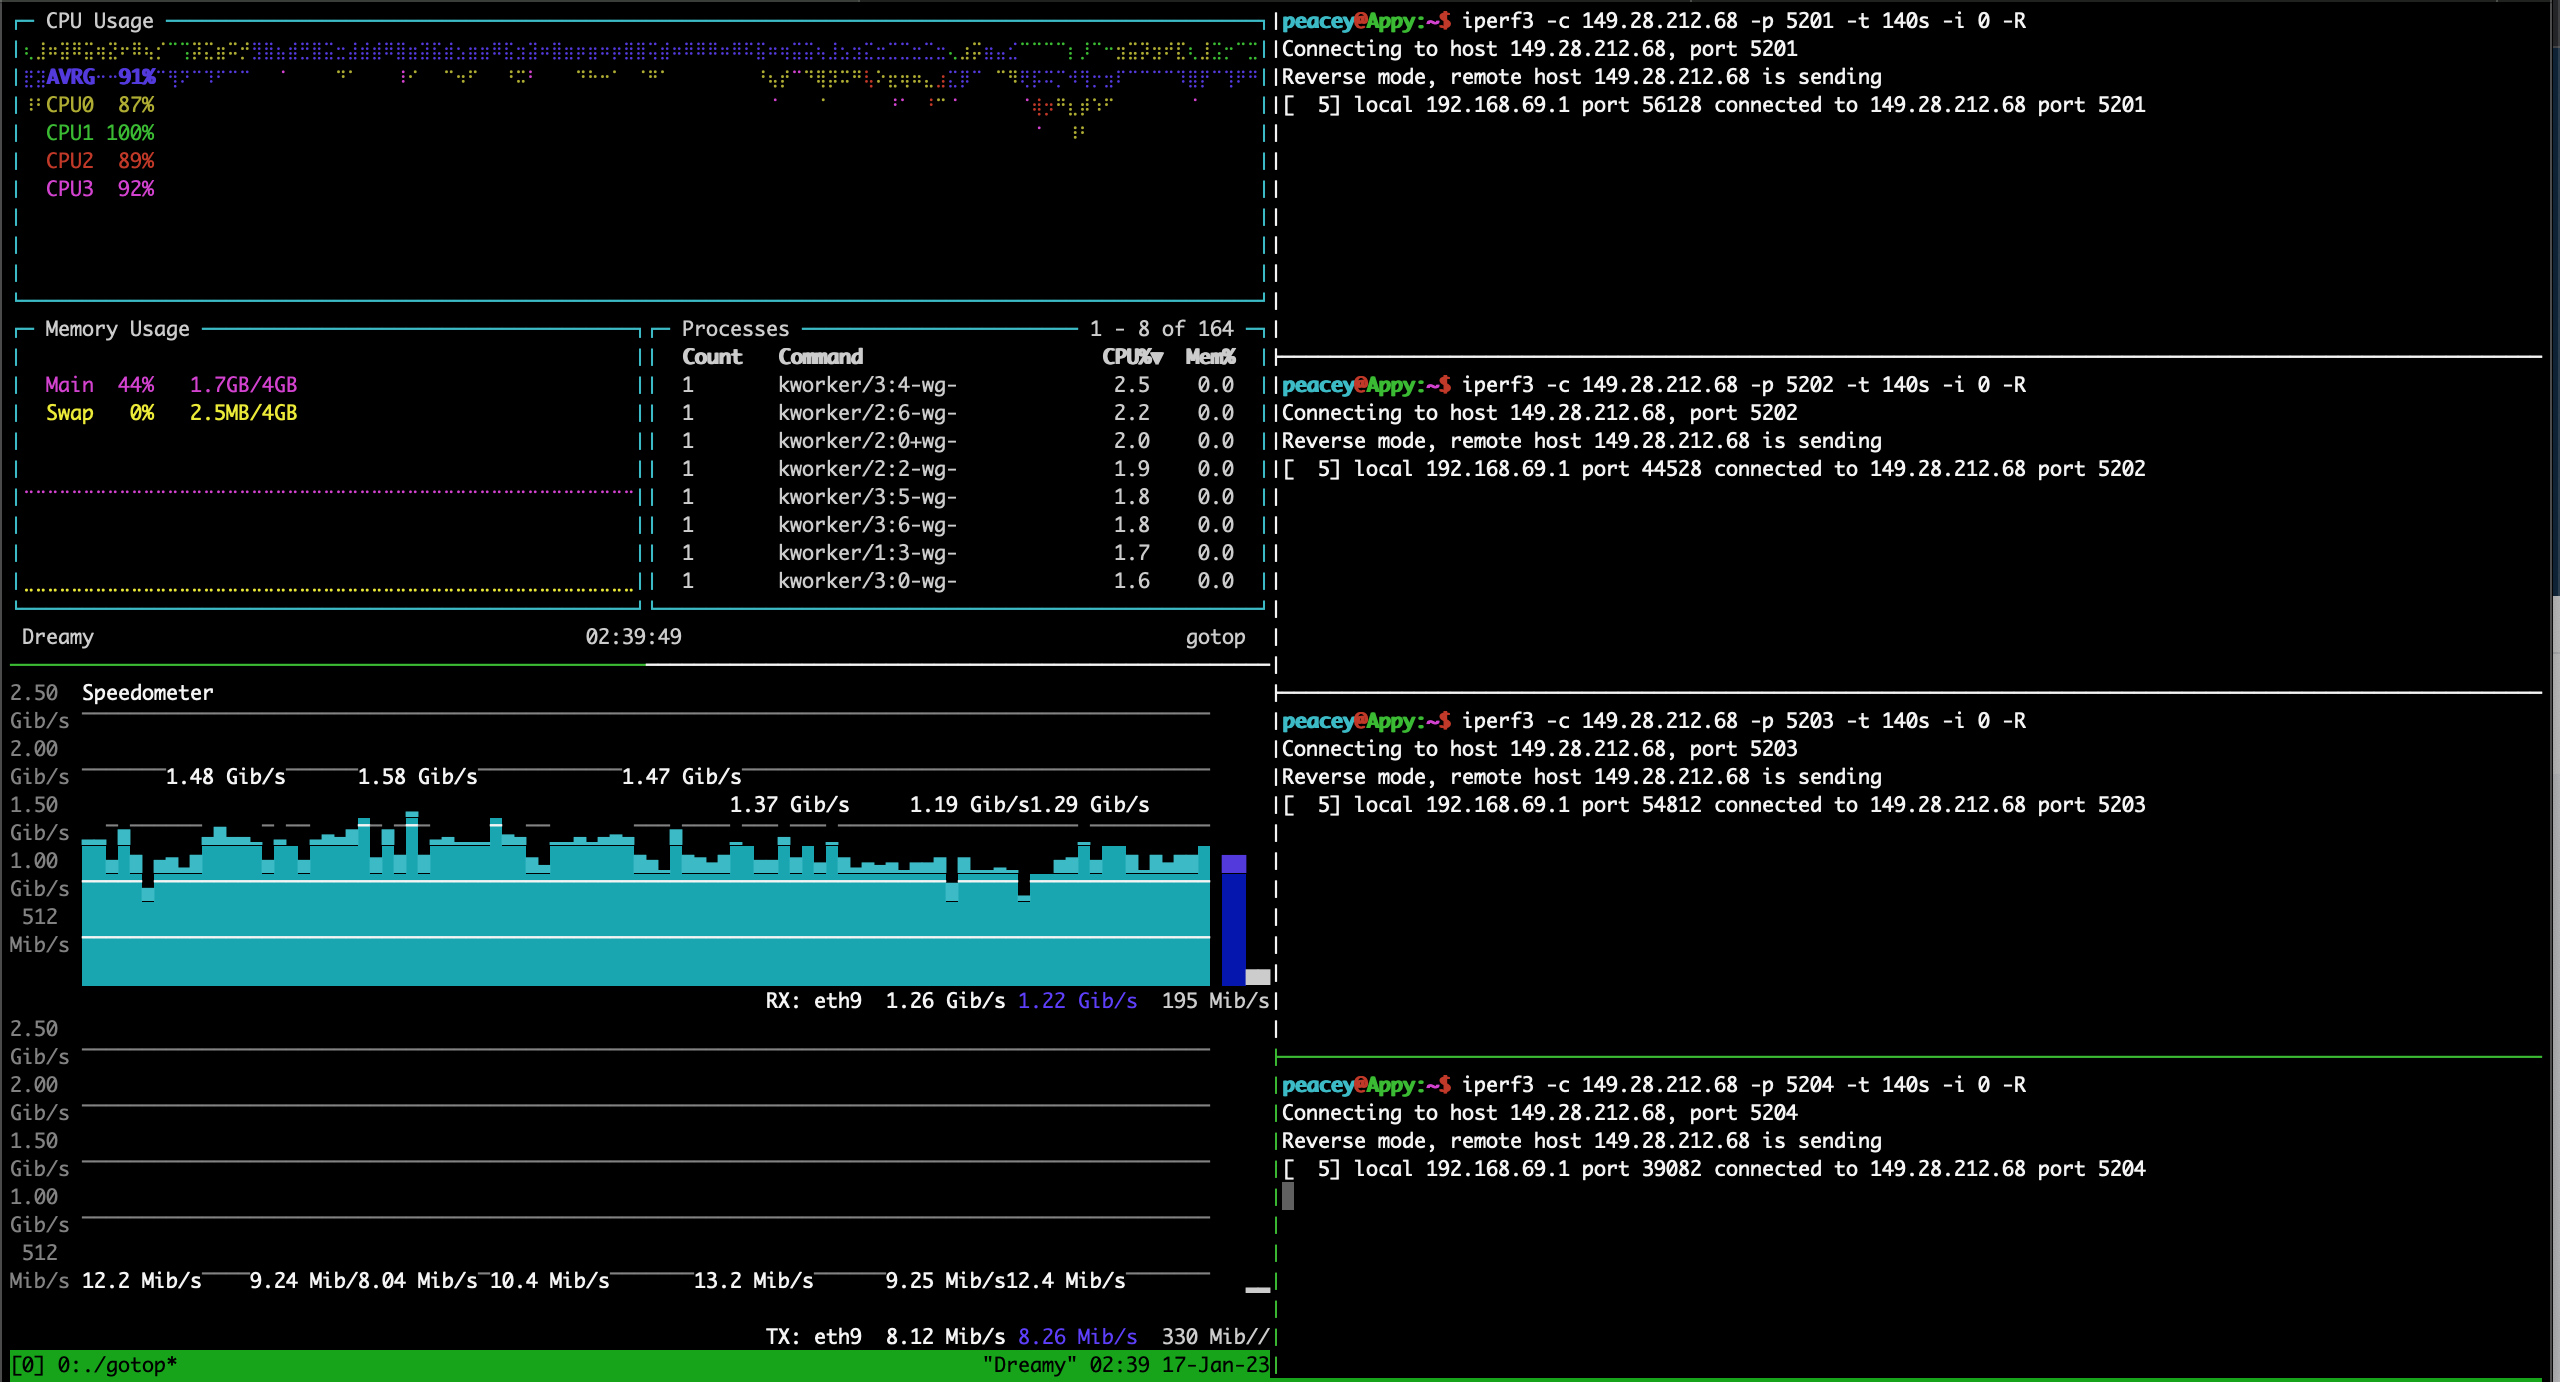 CPU Usage
AVRG 91%
CPU0 87%
CPU1 100%
CPU2 89%
CPU3 92%
Memory Usage
Main 44% 1.7GB/4GB
Swap 0% 2.5MB/4GB
Processes 1 - 8 of 164
Count Command CPU%▼ Mem%
1 kworker/3:4-wg- 2.5 0.0
1 kworker/2:6-wg- 2.2 0.0
1 kworker/2:0+wg- 2.0 0.0
1 kworker/2:2-wg- 1.9 0.0
1 kworker/3:5-wg- 1.8 0.0
1 kworker/3:6-wg- 1.8 0.0
1 kworker/1:3-wg- 1.7 0.0
1 kworker/3:0-wg- 1.6 0.0
Dreamy 02:39:49 gotop
2.50 Speedometer
Gib/s
2.00
Gib/s 1.48 Gib/s 1.58 Gib/s 1.47 Gib/s
1.50 1.37 Gib/s 1.19 Gib/s1.29 Gib/s
Gib/s
1.00
Gib/s
512
Mib/s
RX: eth9 1.26 Gib/s 1.22 Gib/s 195 Mib/s
2.50
Gib/s
2.00
Gib/s
1.50
Gib/s
1.00
Gib/s
512
Mib/s 12.2 Mib/s 9.24 Mib/8.04 Mib/s 10.4 Mib/s 13.2 Mib/s 9.25 Mib/s12.4 Mib/s
TX: eth9 8.12 Mib/s 8.26 Mib/s 330 Mib//
[0] 0:./gotop* "Dreamy" 02:39 17-Jan-23
peacey@Appy:~$ iperf3 -c 149.28.212.68 -p 5201 -t 140s -i 0 -R
Connecting to host 149.28.212.68, port 5201
Reverse mode, remote host 149.28.212.68 is sending
[ 5] local 192.168.69.1 port 56128 connected to 149.28.212.68 port 5201
peacey@Appy:~$ iperf3 -c 149.28.212.68 -p 5202 -t 140s -i 0 -R
Connecting to host 149.28.212.68, port 5202
Reverse mode, remote host 149.28.212.68 is sending
[ 5] local 192.168.69.1 port 44528 connected to 149.28.212.68 port 5202
peacey@Appy:~$ iperf3 -c 149.28.212.68 -p 5203 -t 140s -i 0 -R
Connecting to host 149.28.212.68, port 5203
Reverse mode, remote host 149.28.212.68 is sending
[ 5] local 192.168.69.1 port 54812 connected to 149.28.212.68 port 5203
peacey@Appy:~$ iperf3 -c 149.28.212.68 -p 5204 -t 140s -i 0 -R
Connecting to host 149.28.212.68, port 5204
Reverse mode, remote host 149.28.212.68 is sending
[ 5] local 192.168.69.1 port 39082 connected to 149.28.212.68 port 5204